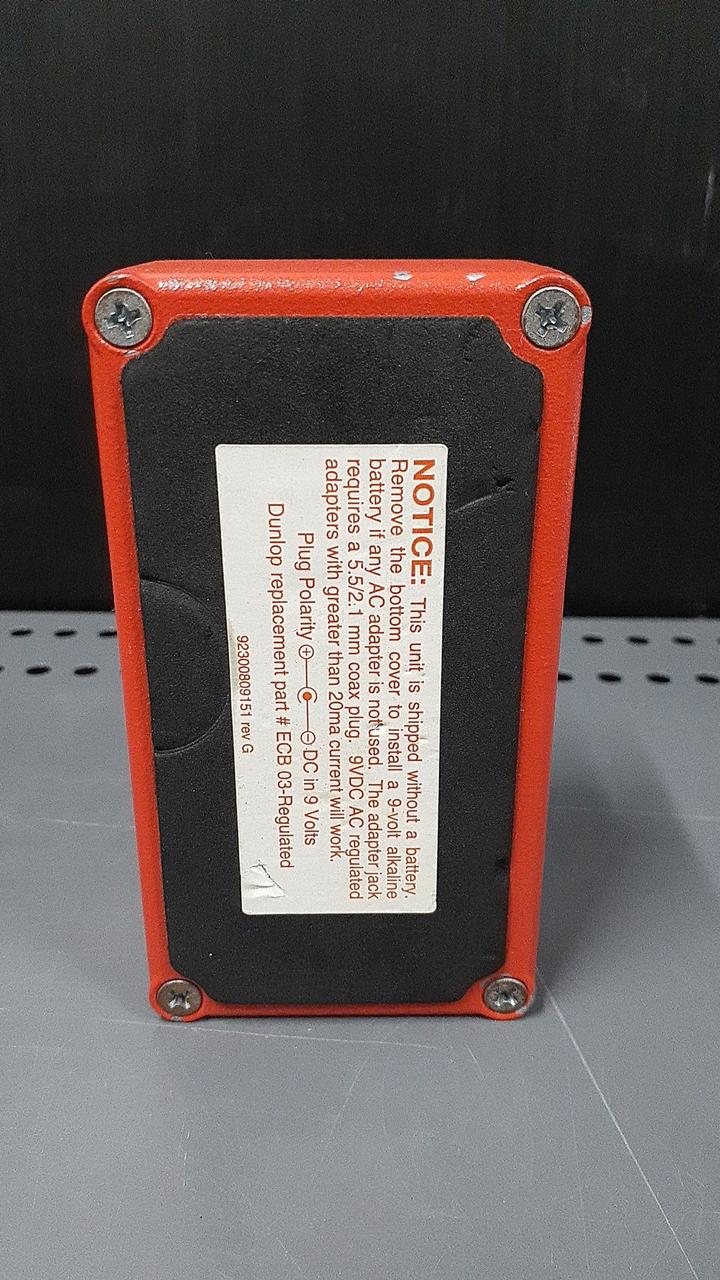 NOTICE: This unit is shipped without a battery.
Remove the bottom cover to install a 9-volt alkaline
battery if any AC adapter is not used. The adapter jack
requires a 5.5/2.1 mm coax plug. 9VDC AC regulated
adapters with greater than 20ma current will work.
Plug Polarity + - DC in 9 Volts
Dunlop replacement part # ECB 03-Regulated
92300809151 rev G